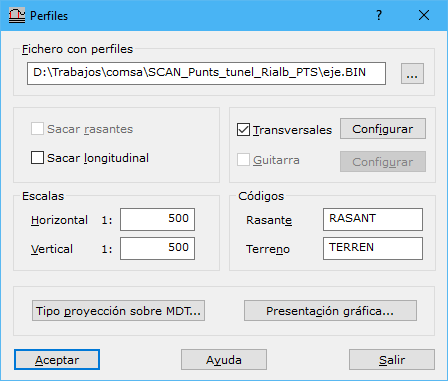 Perfiles
?
Fichero con perfiles
D:\Trabajos\comsa\SCAN_Punts_tunel_Rialb_PTS\eje.BIN
...
Sacar rasantes
Sacar longitudinal
Transversales
Configurar
Guitarra
Configurar
Escalas
Horizontal 1: 500
Vertical 1: 500
Códigos
Rasante RASANT
Terreno TERREN
Tipo proyección sobre MDT...
Presentación gráfica...
Aceptar
Ayuda
Salir